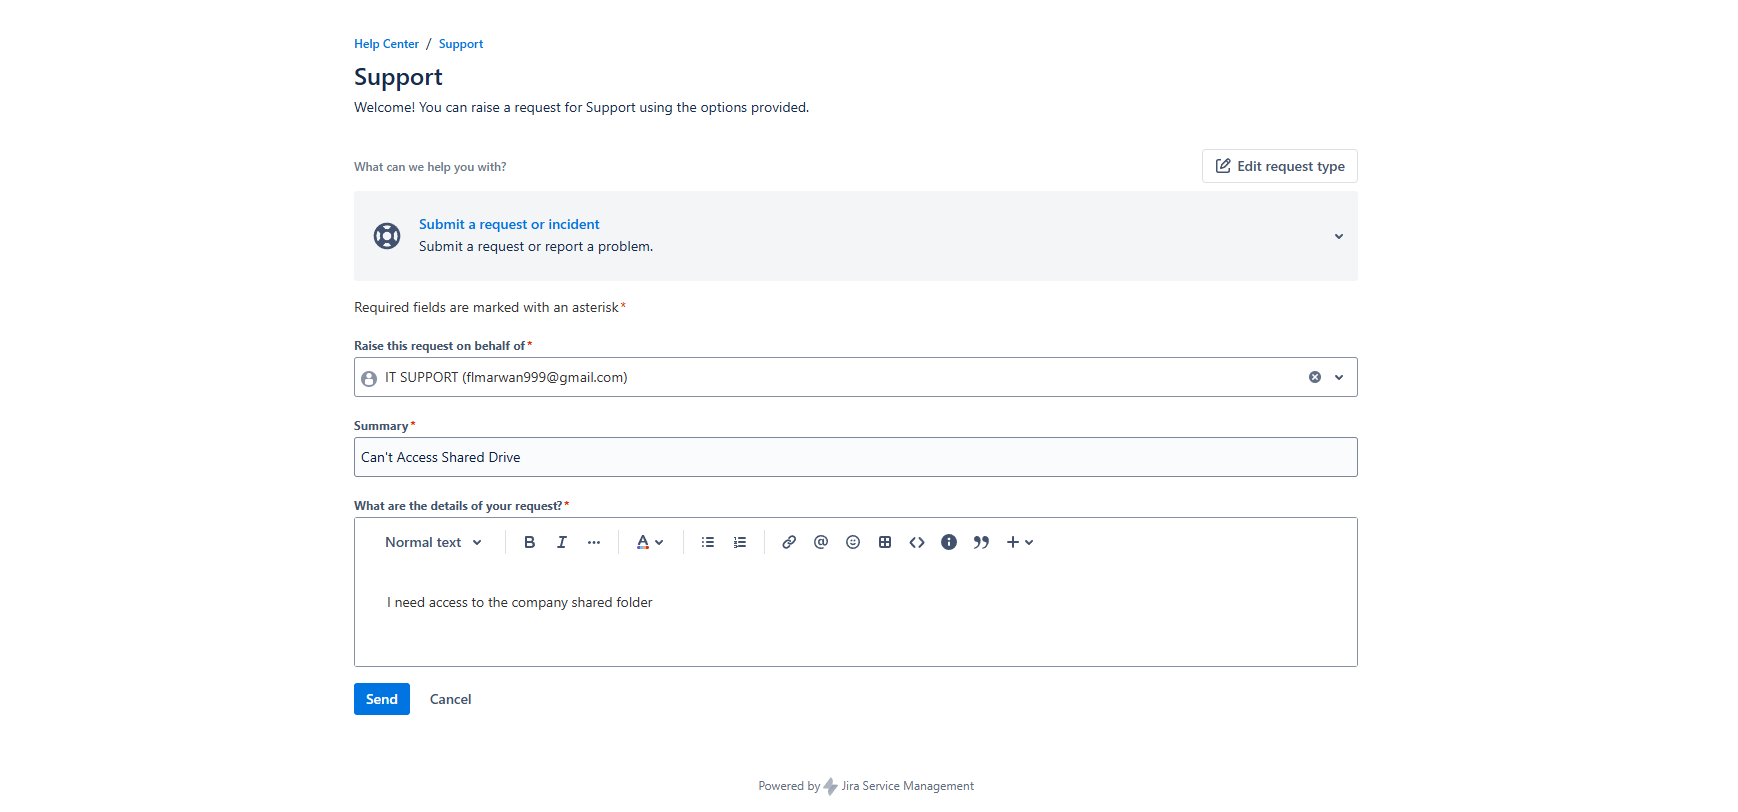 Help Center / Support
Support
Welcome! You can raise a request for Support using the options provided.
What can we help you with?
Edit request type
Submit a request or incident
Submit a request or report a problem.
Required fields are marked with an asterisk*
Raise this request on behalf of*
IT SUPPORT (flmarwan999@gmail.com)
Summary*
Can't Access Shared Drive
What are the details of your request?*
Normal text B I ... A @ <> i " +
I need access to the company shared folder
Send Cancel
Powered by Jira Service Management